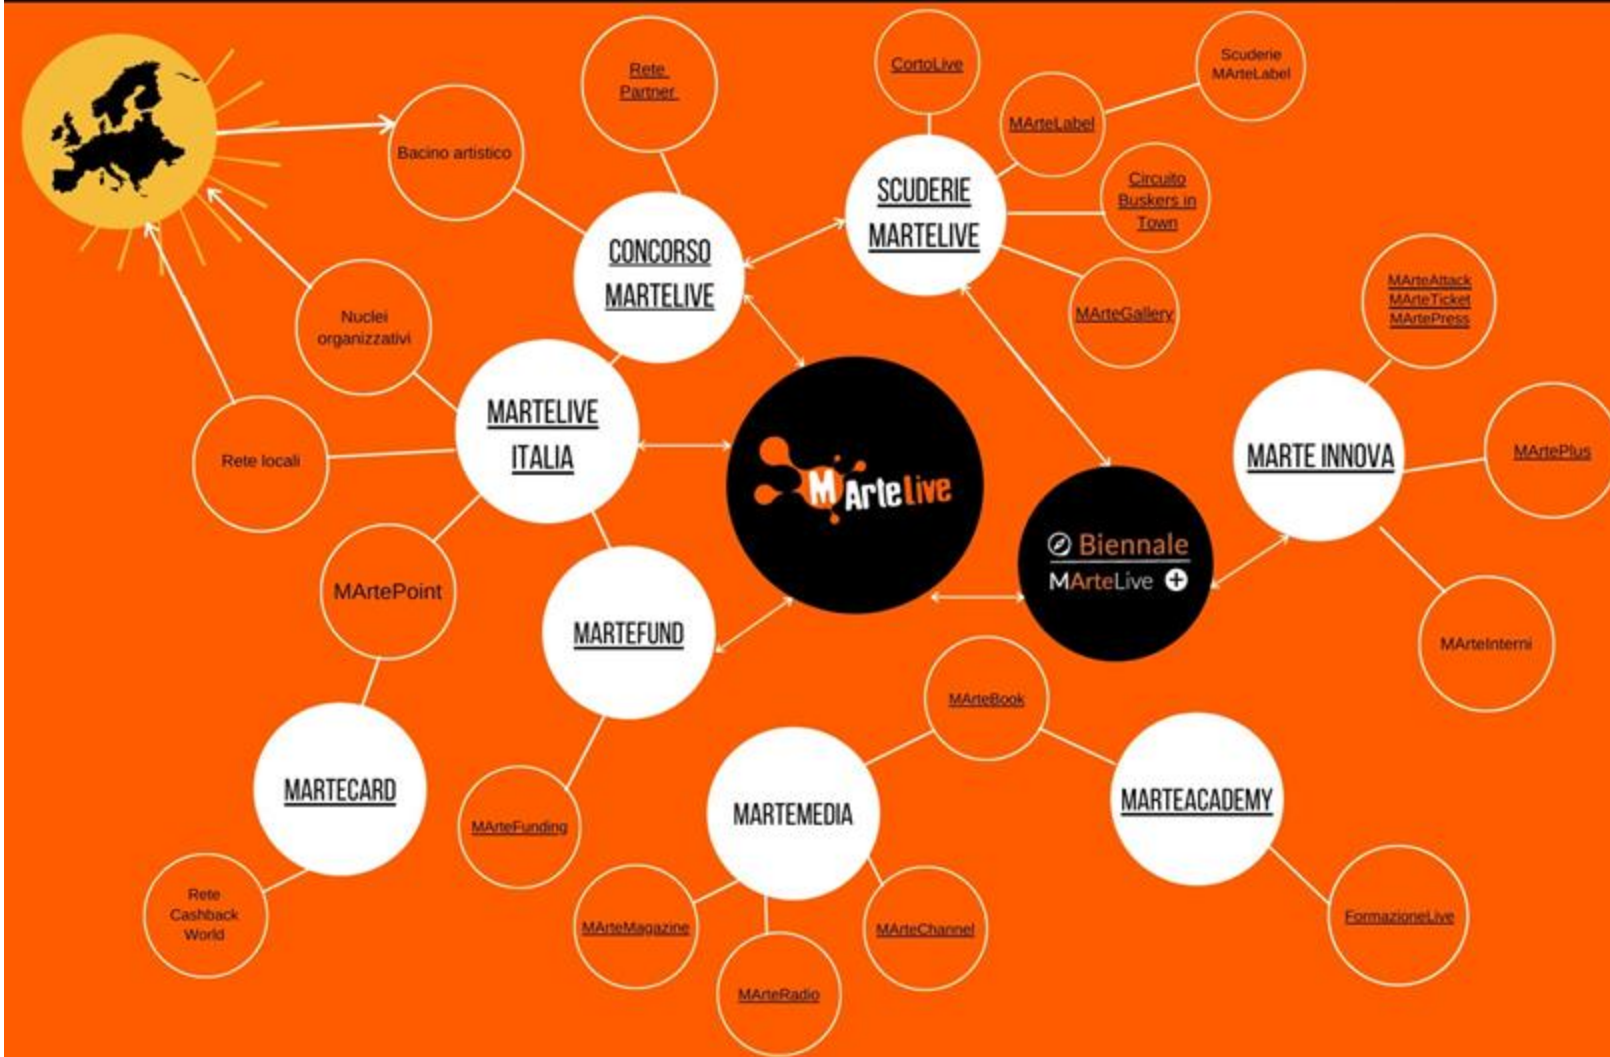 Rete
Partner
CortoLive
Scuderie
MArteLabel
MArteLabel
Bacino artistico
SCUDERIE
MARTELIVE
Circuito
Buskers in
Town
CONCORSO
MARTELIVE
MArteGallery
MArteAttack
MArteTicket
MArtePress
Nuclei
organizzativi
MARTELIVE
ITALIA
Rete locali
MArteLive
MARTE INNOVA
MArtePlus
Biennale
MArteLive
MArtePoint
MARTEFUND
MArteInterni
MArteBook
MARTECARD
MArteFunding
MARTEMEDIA
MARTEACADEMY
Rete
Cashback
World
MArteMagazine
MArteRadio
MArteChannel
FormazioneLive